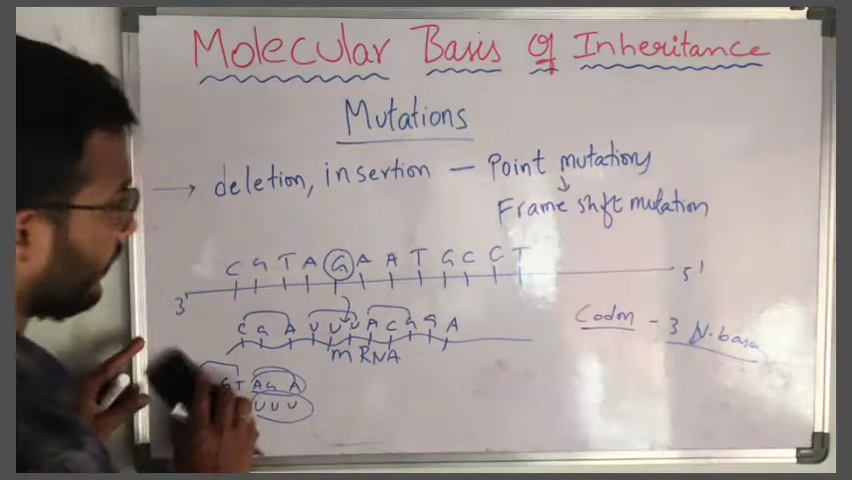 Molecular Basis Of Inheritance
Mutations
→ deletion, insertion — Point mutations
↓
Frame shift mutation
C G T A G A A T G C C T
3' 5'
C G A U U U A C G G A
mRNA
Codon - 3 N.base
G T A G A
U U U